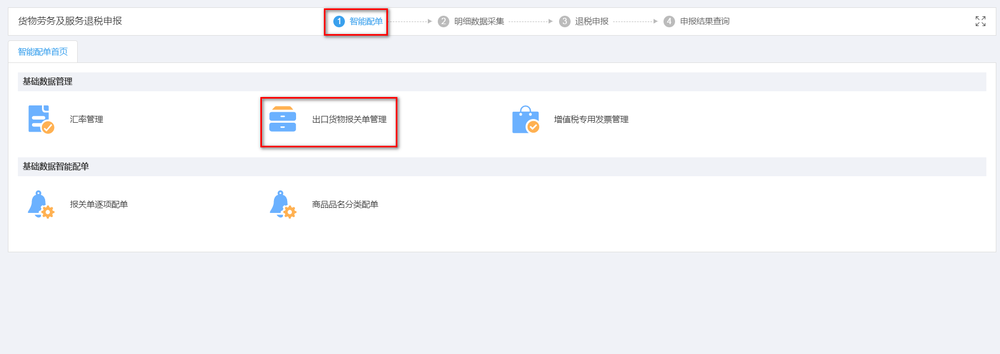 货物劳务及服务退税申报
1 智能配单
2 明细数据采集
3 退税申报
4 申报结果查询
智能配单首页
基础数据管理
汇率管理
出口货物报关单管理
增值税专用发票管理
基础数据智能配单
报关单逐项配单
商品品名分类配单